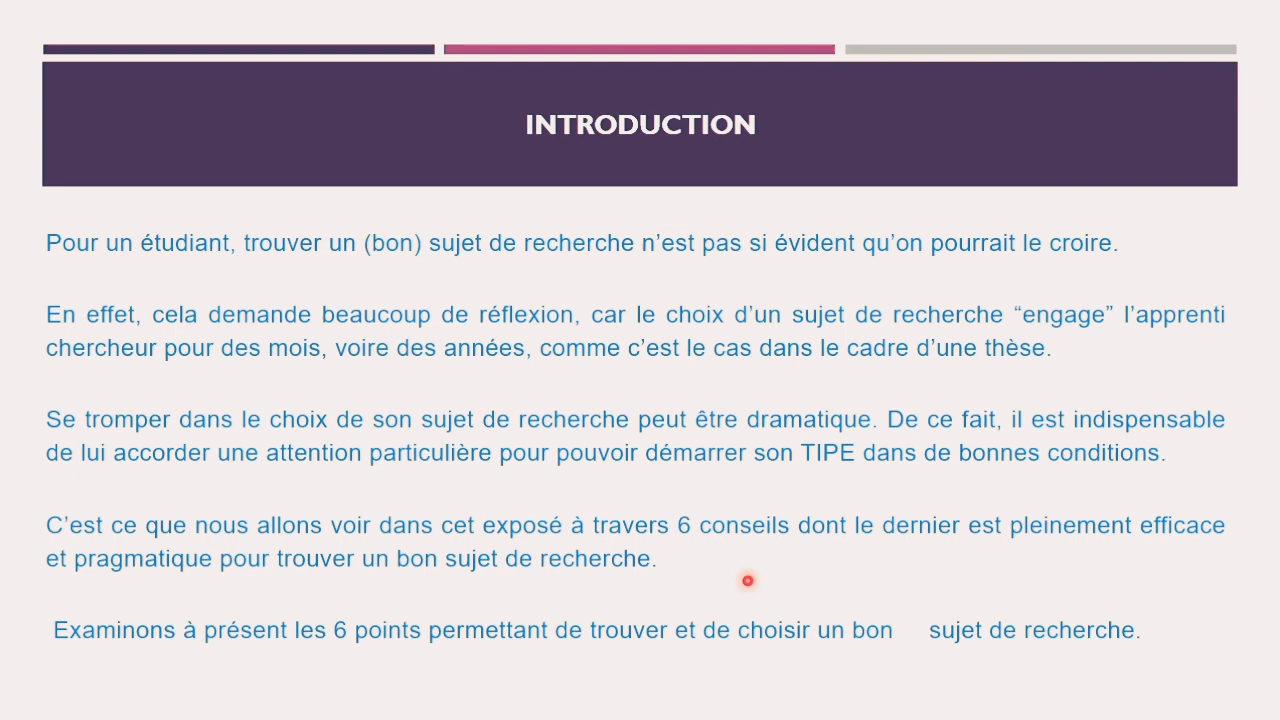 INTRODUCTION
Pour un étudiant, trouver un (bon) sujet de recherche n’est pas si évident qu’on pourrait le croire.
En effet, cela demande beaucoup de réflexion, car le choix d’un sujet de recherche “engage” l’apprenti
chercheur pour des mois, voire des années, comme c’est le cas dans le cadre d’une thèse.
Se tromper dans le choix de son sujet de recherche peut être dramatique. De ce fait, il est indispensable
de lui accorder une attention particulière pour pouvoir démarrer son TIPE dans de bonnes conditions.
C’est ce que nous allons voir dans cet exposé à travers 6 conseils dont le dernier est pleinement efficace
et pragmatique pour trouver un bon sujet de recherche.
Examinons à présent les 6 points permettant de trouver et de choisir un bon sujet de recherche.